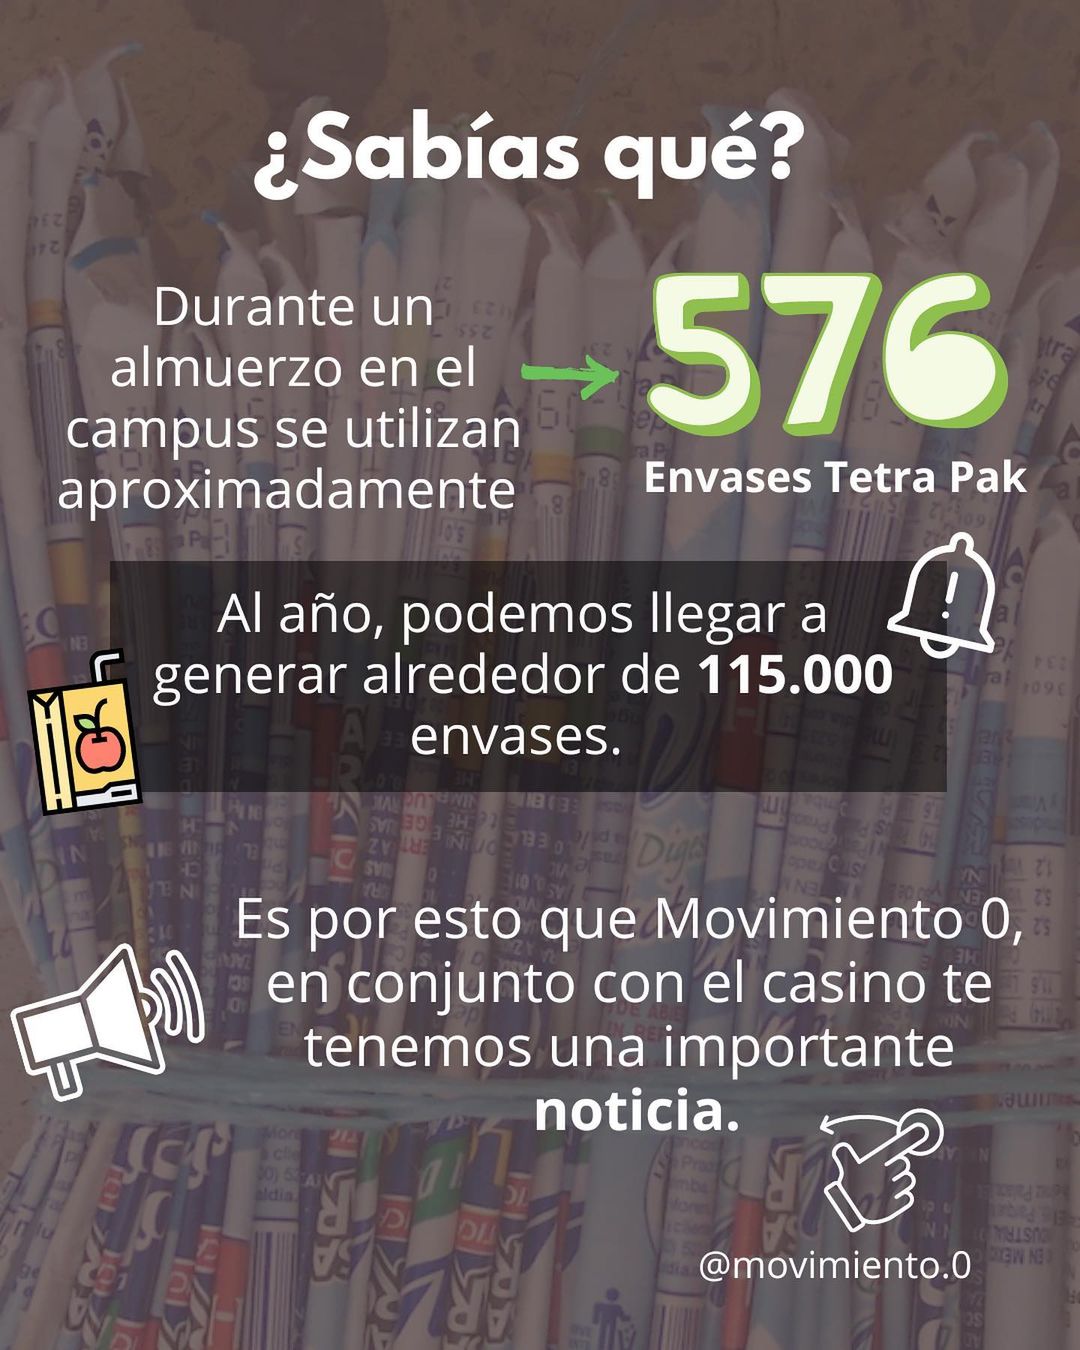 ¿Sabías qué?
Durante un
almuerzo en el
campus se utilizan
aproximadamente
576
Envases Tetra Pak
Al año, podemos llegar a
generar alrededor de 115.000
envases.
Es por esto que Movimiento 0,
en conjunto con el casino te
tenemos una importante
noticia.
@movimiento.0